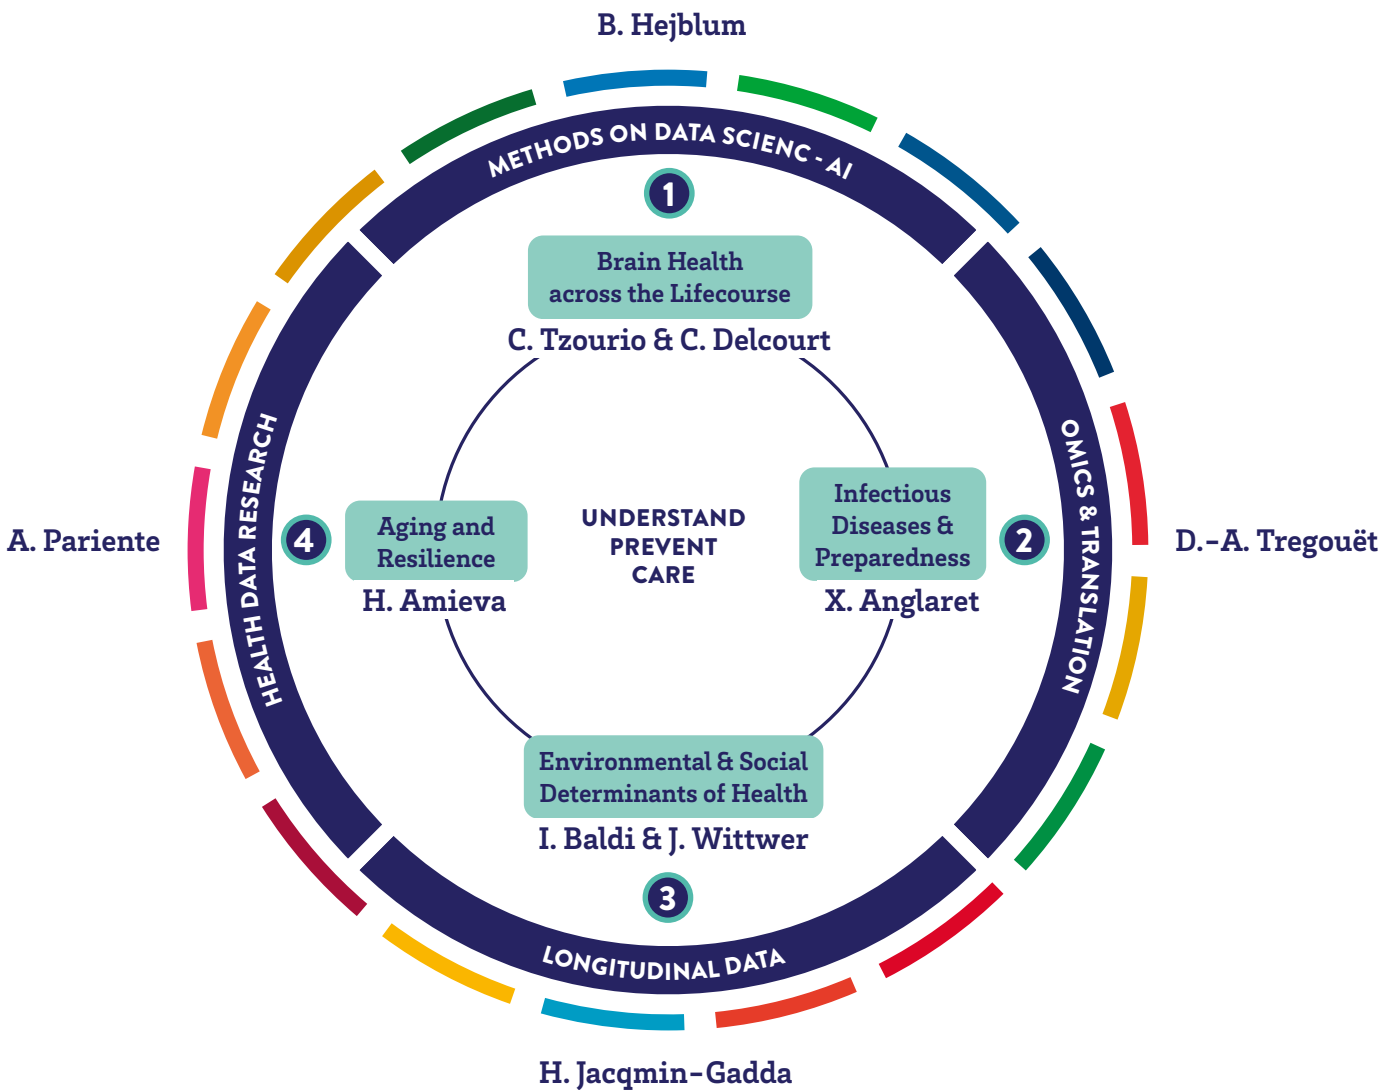 B. Hejblum
METHODS ON DATA SCIENC - AI
1
Brain Health
across the Lifecourse
C. Tzourio & C. Delcourt
OMICS & TRANSLATION
D.-A. Tregouët
2
Infectious
Diseases &
Preparedness
X. Anglaret
UNDERSTAND
PREVENT
CARE
A. Pariente
HEALTH DATA RESEARCH
4
Aging and
Resilience
H. Amieva
Environmental & Social
Determinants of Health
I. Baldi & J. Wittwer
3
LONGITUDINAL DATA
H. Jacqmin-Gadda